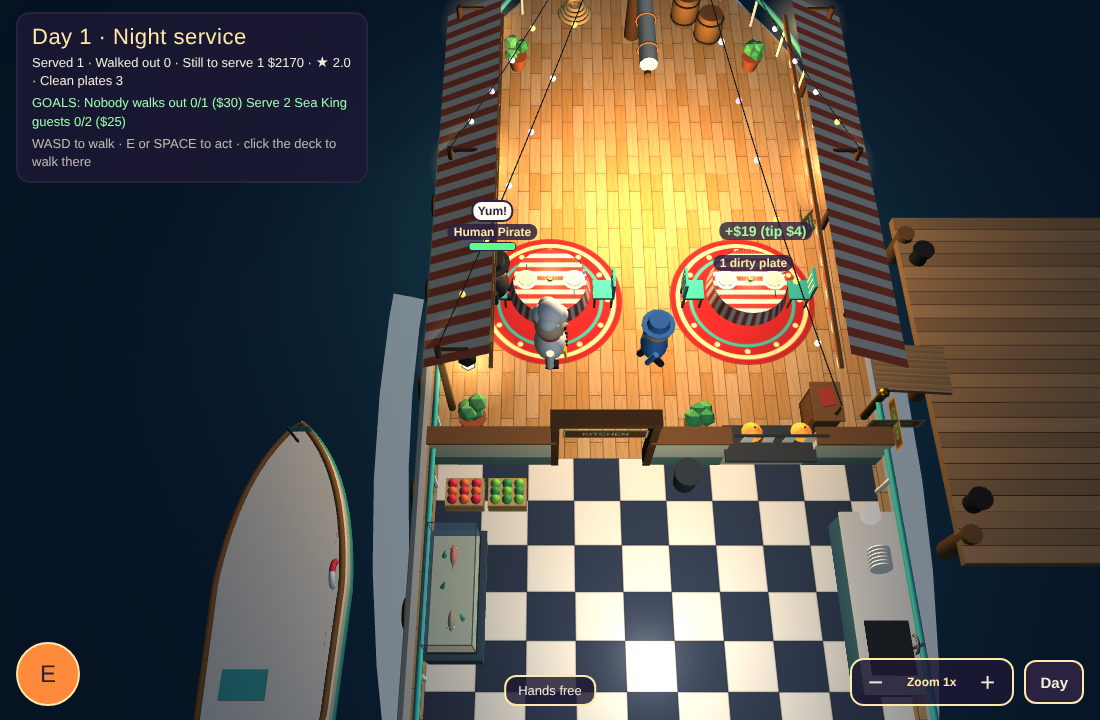 Day 1 · Night service
Served 1 · Walked out 0 · Still to serve 1 $2170 · ★ 2.0
· Clean plates 3
GOALS: Nobody walks out 0/1 ($30) Serve 2 Sea King
guests 0/2 ($25)
WASD to walk · E or SPACE to act · click the deck to
walk there
Yum!
Human Pirate
+$19 (tip $4)
1 dirty plate
KITCHEN
E
Hands free
− Zoom 1x +
Day